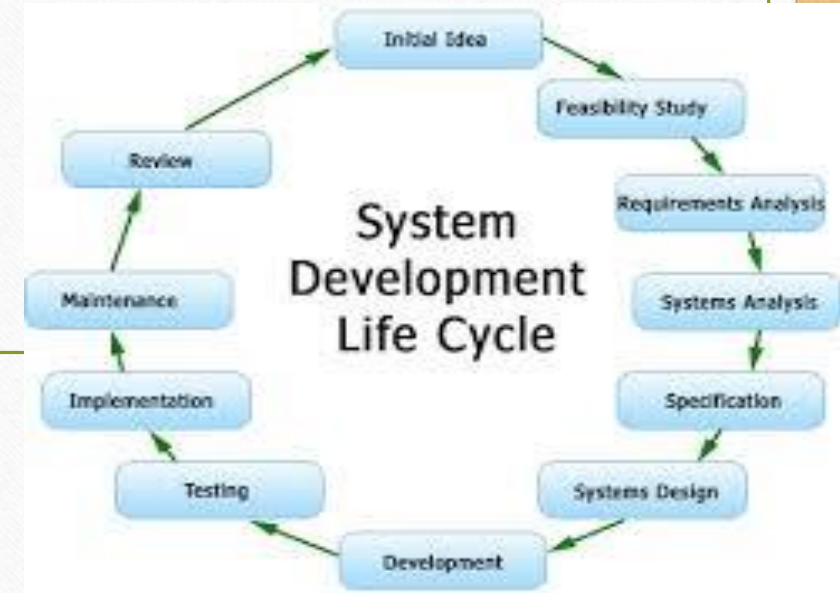 Initial Idea
Feasibility Study
Requirements Analysis
Systems Analysis
Specification
Systems Design
Development
Testing
Implementation
Maintenance
Review
System
Development
Life Cycle